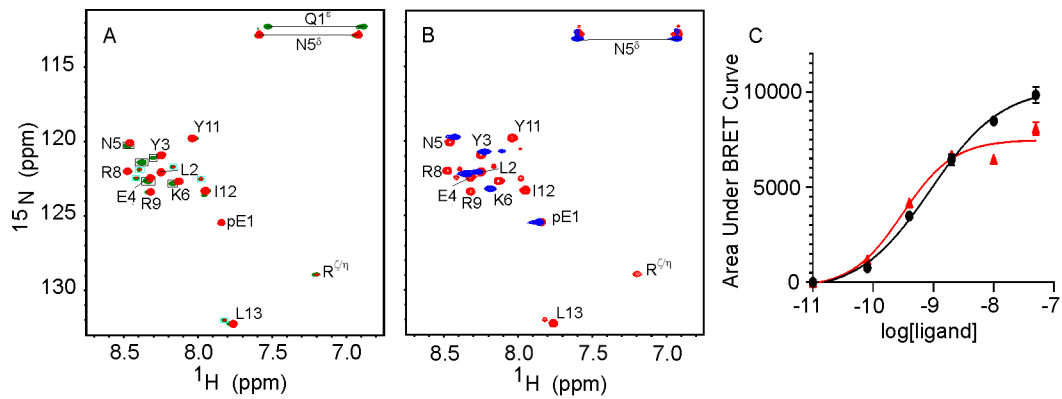 A
Q1ε
N5δ
115
120
125
130
15N (ppm)
N5
Y3
Y11
R8
L2
E4
K6
I12
R9
pE1
Rζ/η
L13
8.5
8.0
7.5
7.0
1H (ppm)
B
N5δ
N5
Y3
Y11
R8
L2
E4
K6
I12
R9
pE1
Rζ/η
L13
8.5
8.0
7.5
7.0
1H (ppm)
C
Area Under BRET Curve
10000
5000
0
-11
-10
-9
-8
-7
log[ligand]